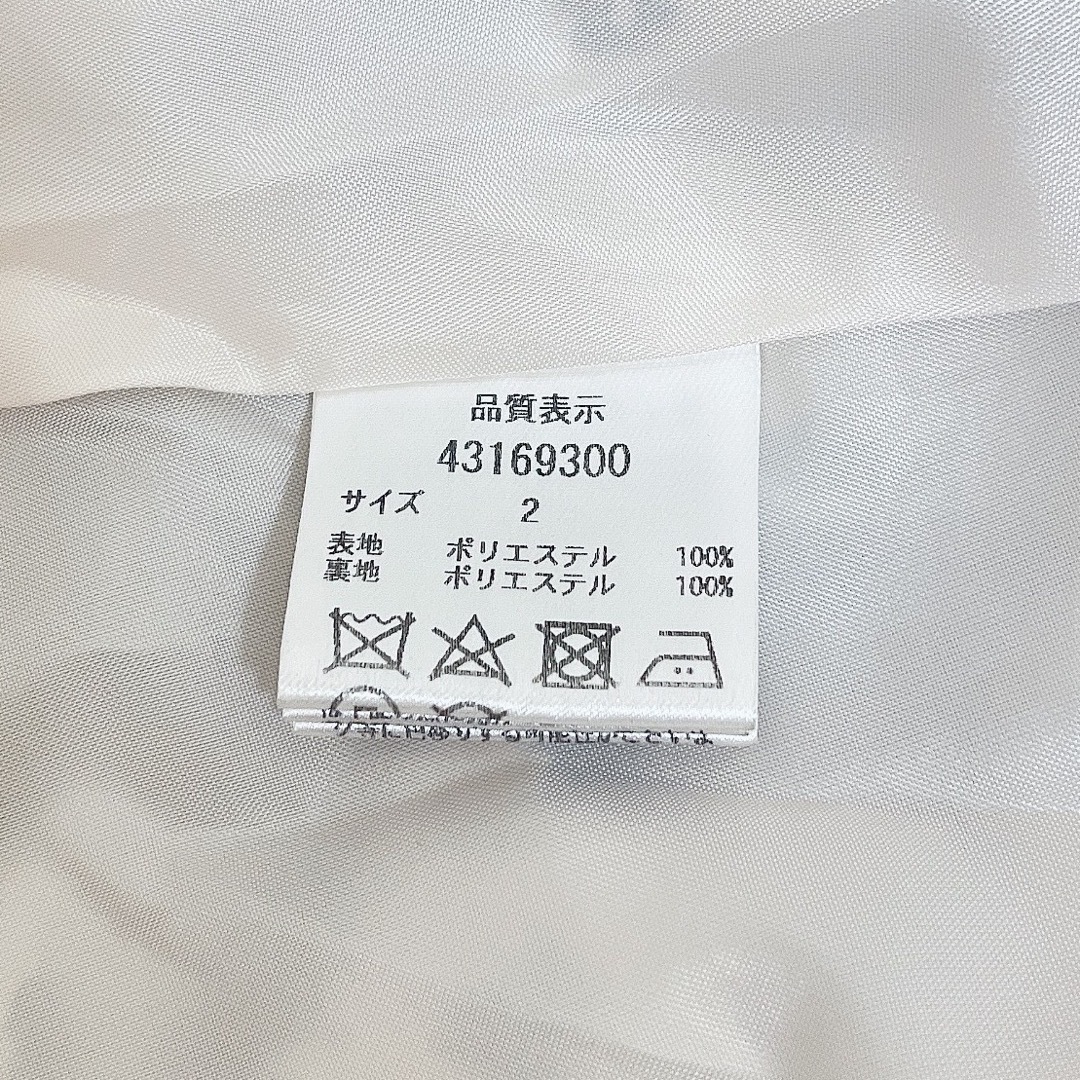 品質表示
43169300
サイズ 2
表地 ポリエステル 100%
裏地 ポリエステル 100%